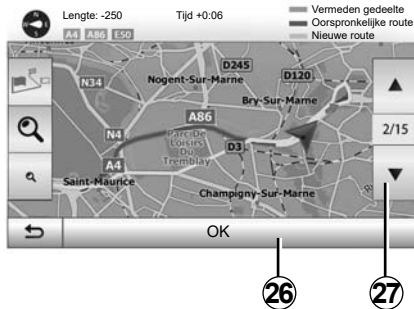 Lengte: -250 Tijd +0:06
Vermeden gedeelte
Oorspronkelijke route
Nieuwe route
A4 A86 E50
D245
N34
Nogent-Sur-Marne
D120
Bry-Sur-Marne
A86
2/15
N4
Parc De
Loisirs
Du
Tremblay
D3
A4
Saint-Maurice
Champigny-Sur-Marne
OK
26
27